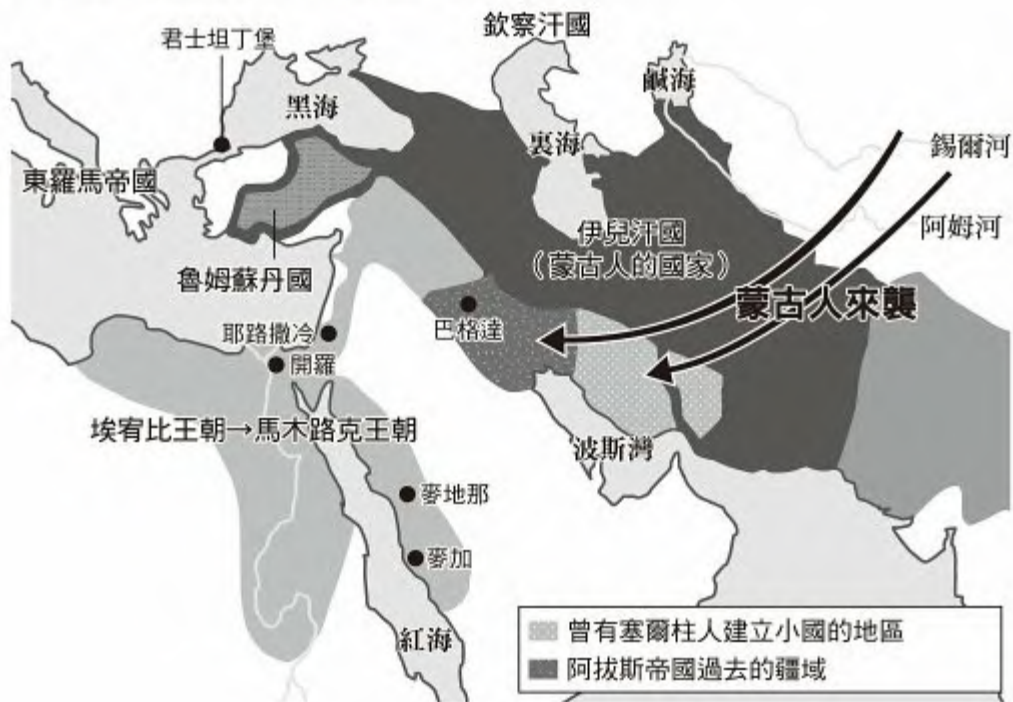 欽察汗國
君士坦丁堡
黑海
鹹海
裏海
錫爾河
東羅馬帝國
阿姆河
伊兒汗國
（蒙古人的國家）
魯姆蘇丹國
蒙古人來襲
巴格達
耶路撒冷
開羅
埃宥比王朝→馬木路克王朝
波斯灣
麥地那
麥加
紅海
曾有塞爾柱人建立小國的地區
阿拔斯帝國過去的疆域